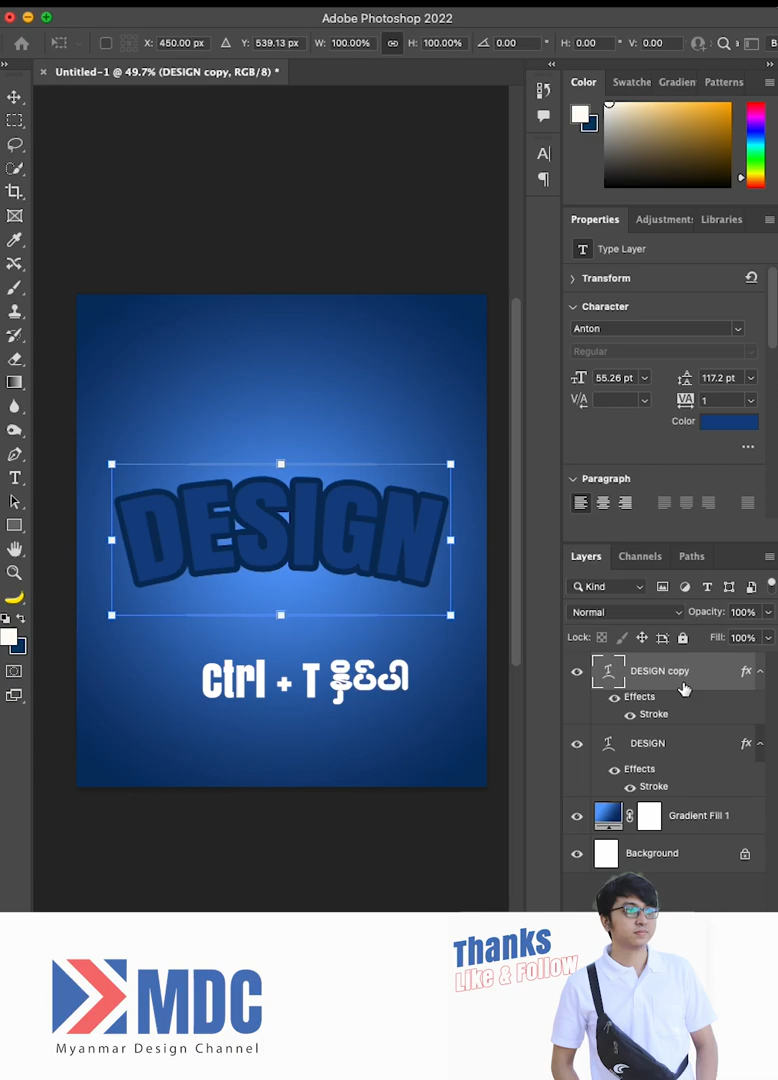 Adobe Photoshop 2022
X: 450.00 px Y: 539.13 px W: 100.00% H: 100.00% 0.00 ° H: 0.00 ° V: 0.00
Untitled-1 @ 49.7% (DESIGN copy, RGB/8) *
Color Swatche Gradien Patterns
Properties Adjustments Libraries
T Type Layer
Transform
Character
Anton
Regular
55.26 pt 117.2 pt
V/A VA 1
Color
Paragraph
DESIGN
Ctrl + T နှိပ်ပါ
Layers Channels Paths
Kind
Normal Opacity: 100%
Lock: Fill: 100%
DESIGN copy fx
Effects
Stroke
DESIGN fx
Effects
Stroke
Gradient Fill 1
Background
MDC
Myanmar Design Channel
Thanks
Like & Follow